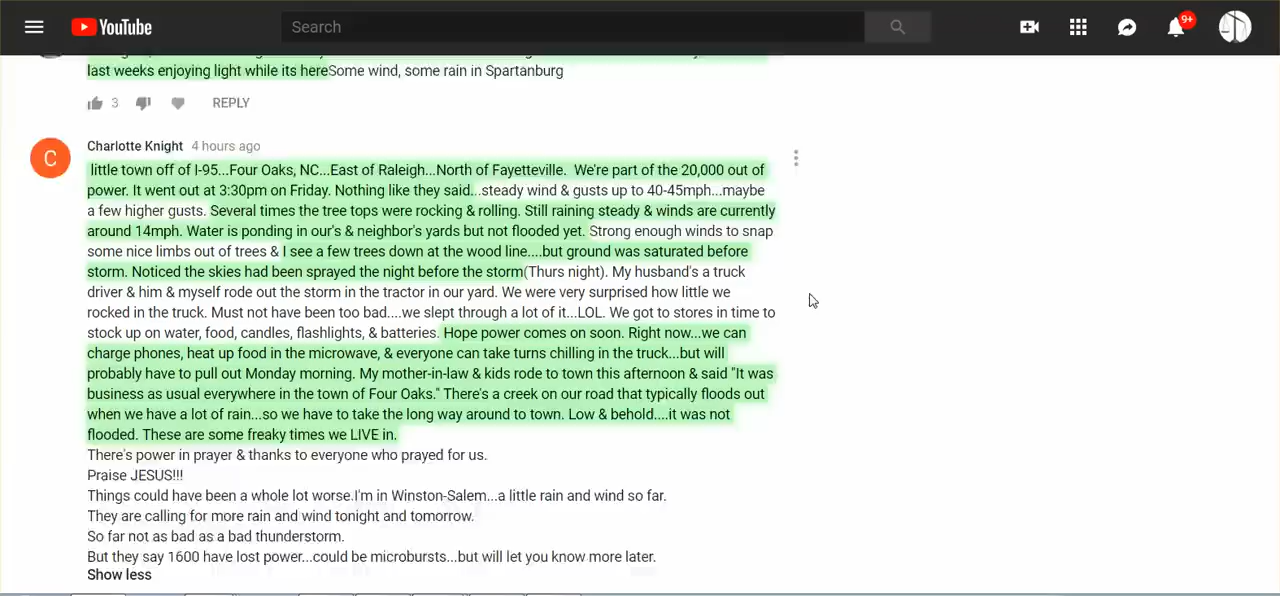 YouTube
Search
9+
last weeks enjoying light while its hereSome wind, some rain in Spartanburg
3 REPLY
C
Charlotte Knight 4 hours ago
little town off of I-95...Four Oaks, NC...East of Raleigh...North of Fayetteville. We're part of the 20,000 out of
power. It went out at 3:30pm on Friday. Nothing like they said...steady wind & gusts up to 40-45mph...maybe
a few higher gusts. Several times the tree tops were rocking & rolling. Still raining steady & winds are currently
around 14mph. Water is ponding in our's & neighbor's yards but not flooded yet. Strong enough winds to snap
some nice limbs out of trees & I see a few trees down at the wood line....but ground was saturated before
storm. Noticed the skies had been sprayed the night before the storm(Thurs night). My husband's a truck
driver & him & myself rode out the storm in the tractor in our yard. We were very surprised how little we
rocked in the truck. Must not have been too bad....we slept through a lot of it...LOL. We got to stores in time to
stock up on water, food, candles, flashlights, & batteries. Hope power comes on soon. Right now...we can
charge phones, heat up food in the microwave, & everyone can take turns chilling in the truck...but will
probably have to pull out Monday morning. My mother-in-law & kids rode to town this afternoon & said "It was
business as usual everywhere in the town of Four Oaks." There's a creek on our road that typically floods out
when we have a lot of rain...so we have to take the long way around to town. Low & behold....it was not
flooded. These are some freaky times we LIVE in.
There's power in prayer & thanks to everyone who prayed for us.
Praise JESUS!!!
Things could have been a whole lot worse.I'm in Winston-Salem...a little rain and wind so far.
They are calling for more rain and wind tonight and tomorrow.
So far not as bad as a bad thunderstorm.
But they say 1600 have lost power...could be microbursts...but will let you know more later.
Show less